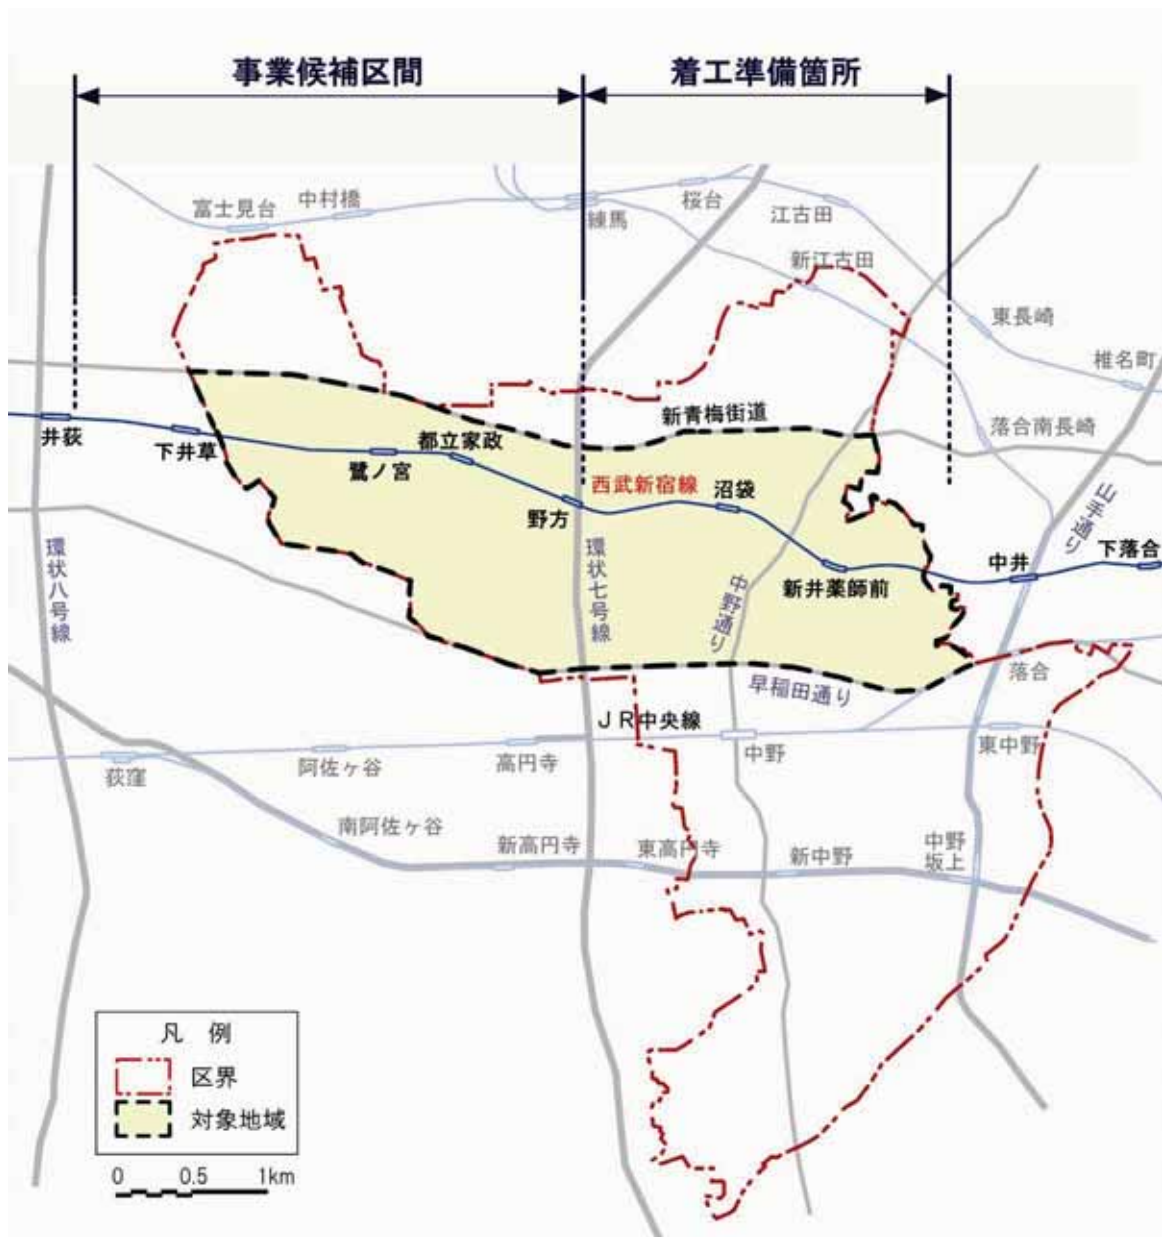 事業候補区間
着工準備箇所
富士見台
中村橋
練馬
桜台
江古田
新江古田
東長崎
椎名町
新青梅街道
落合南長崎
井荻
下井草
鷺ノ宮
都立家政
野方
西武新宿線
沼袋
新井薬師前
中井
下落合
山手通り
環状八号線
環状七号線
中野通り
早稲田通り
落合
JR中央線
荻窪
阿佐ヶ谷
高円寺
中野
東中野
南阿佐ヶ谷
新高円寺
東高円寺
新中野
中野
坂上
凡 例
区界
対象地域
0 0.5 1km